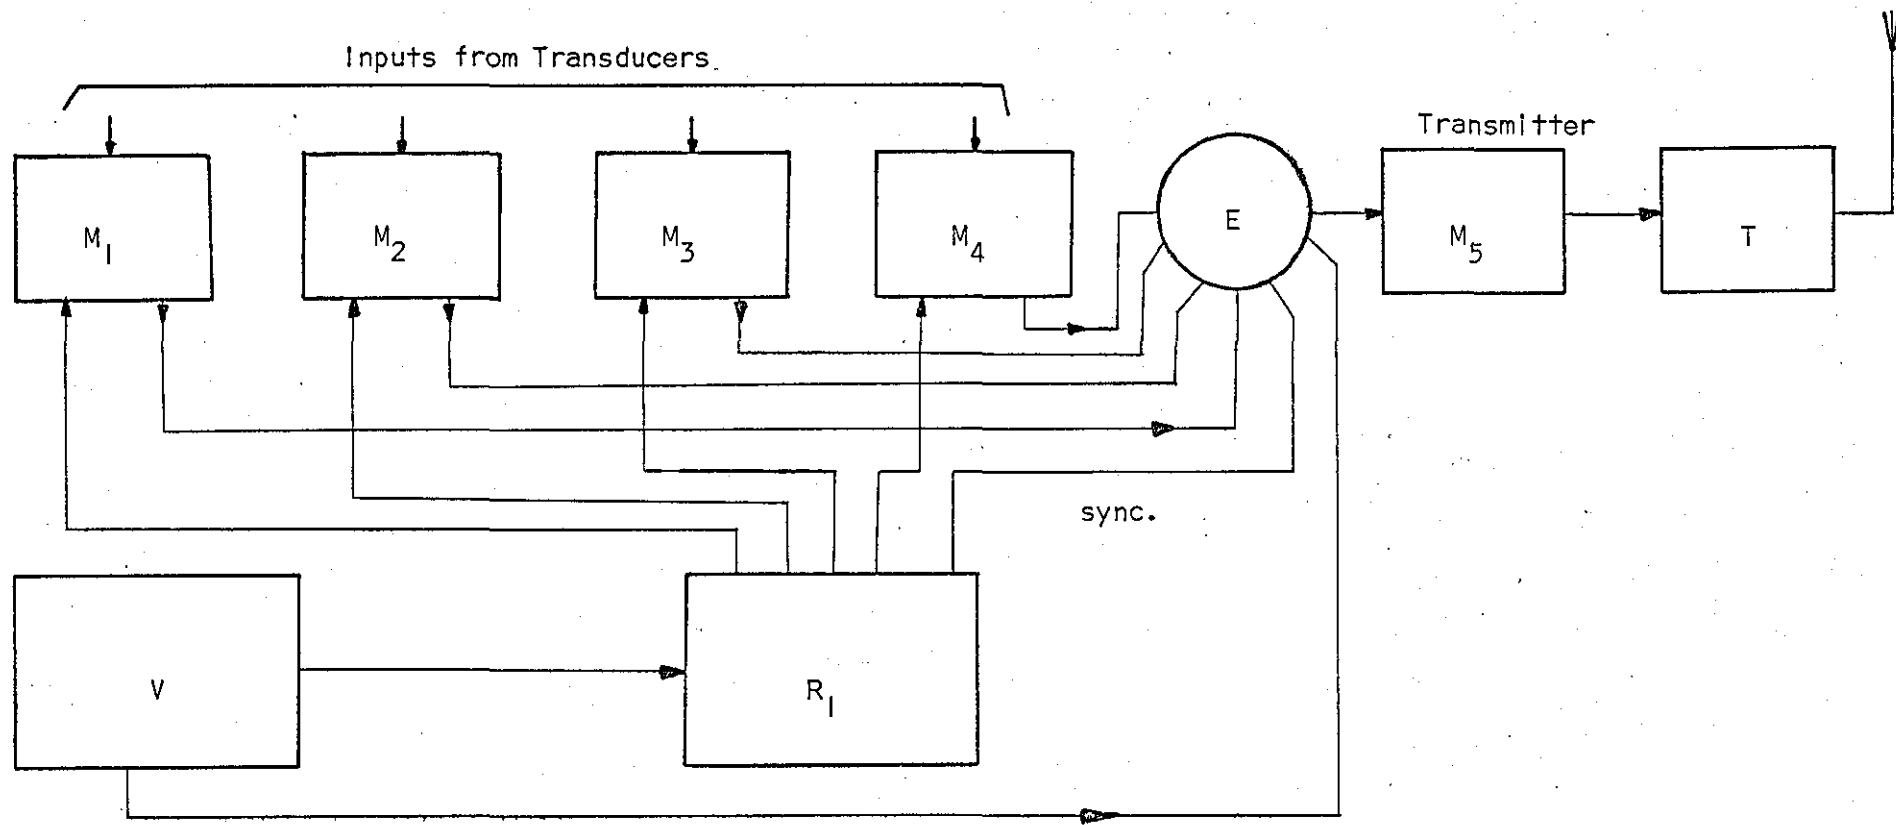 Inputs from Transducers
Transmitter
M1
M2
M3
M4
E
M5
T
sync.
V
R1